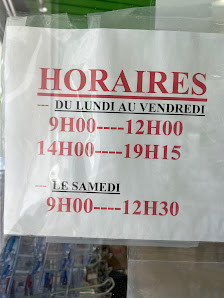 HORAIRES
--- DU LUNDI AU VENDREDI
9H00----12H00
14H00----19H15
--- LE SAMEDI
9H00---12H30